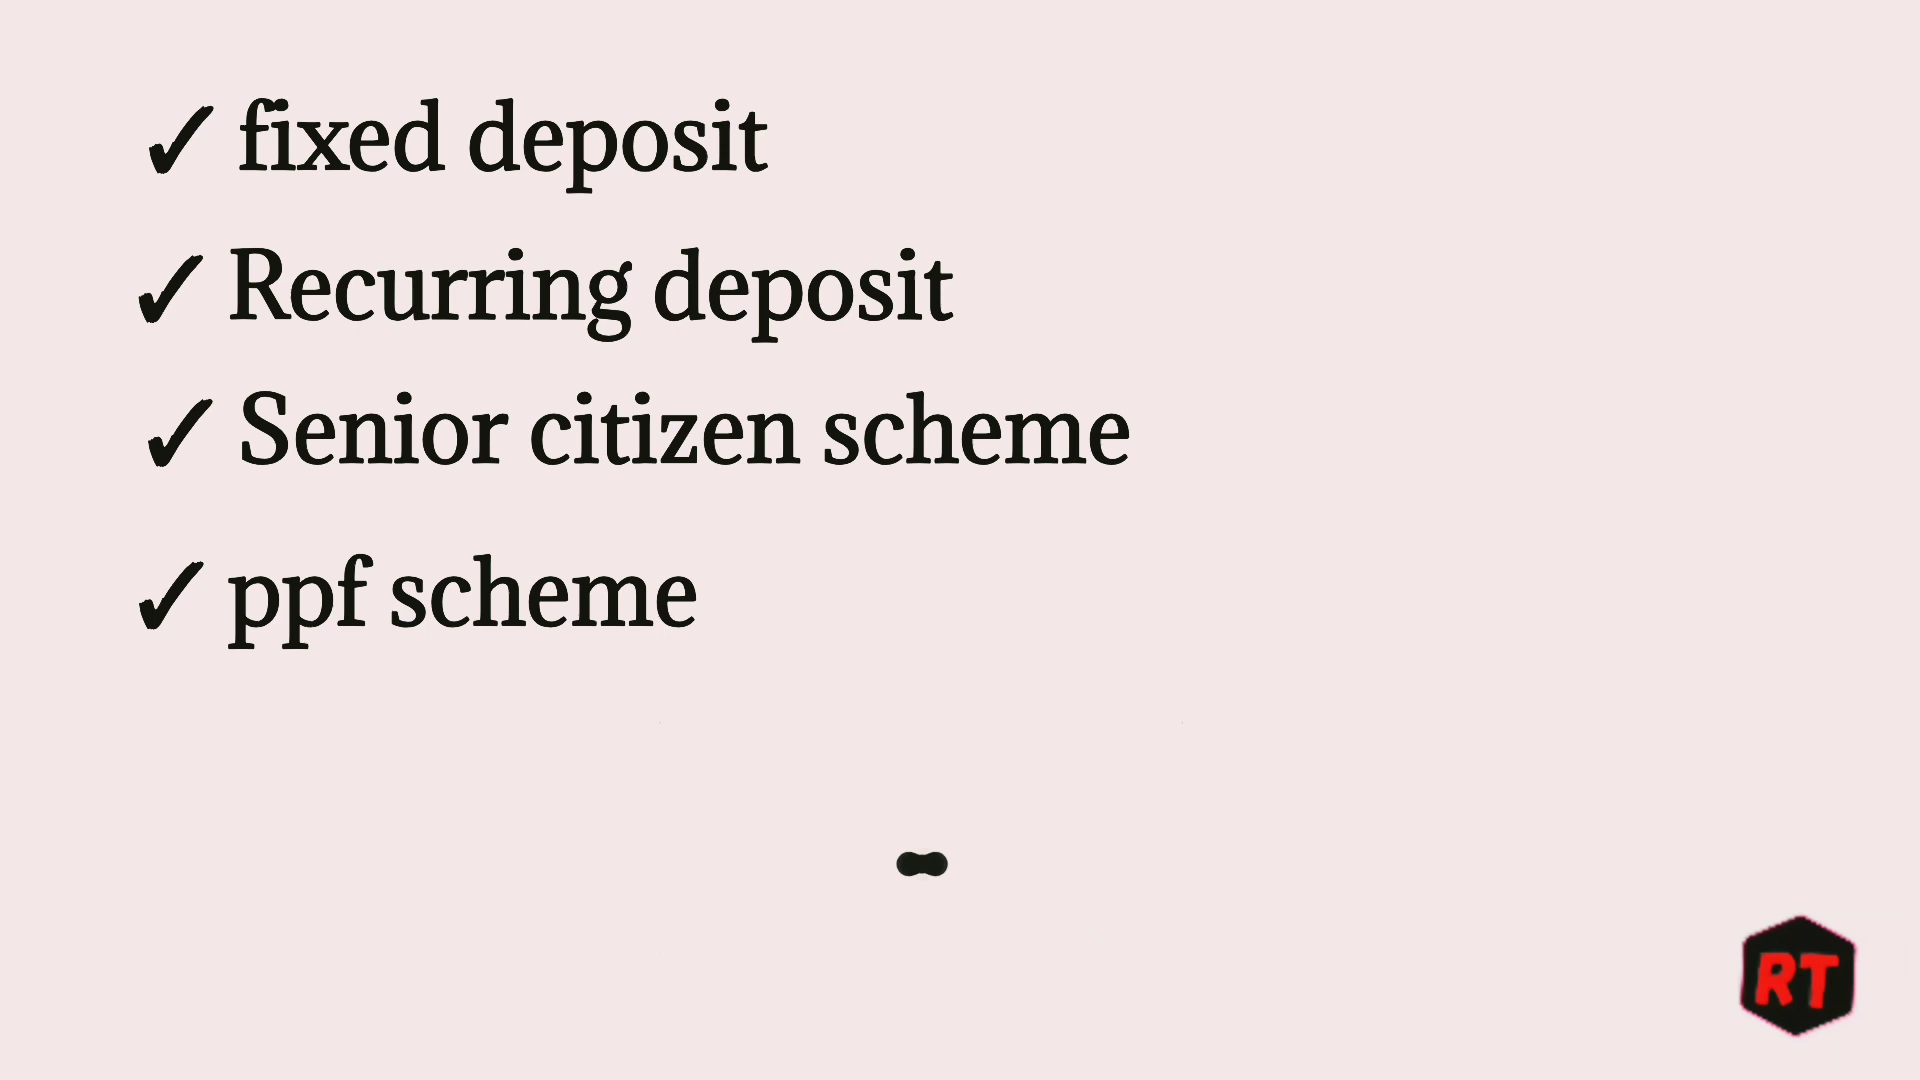 ✓ fixed deposit
✓ Recurring deposit
✓ Senior citizen scheme
✓ ppf scheme
RT